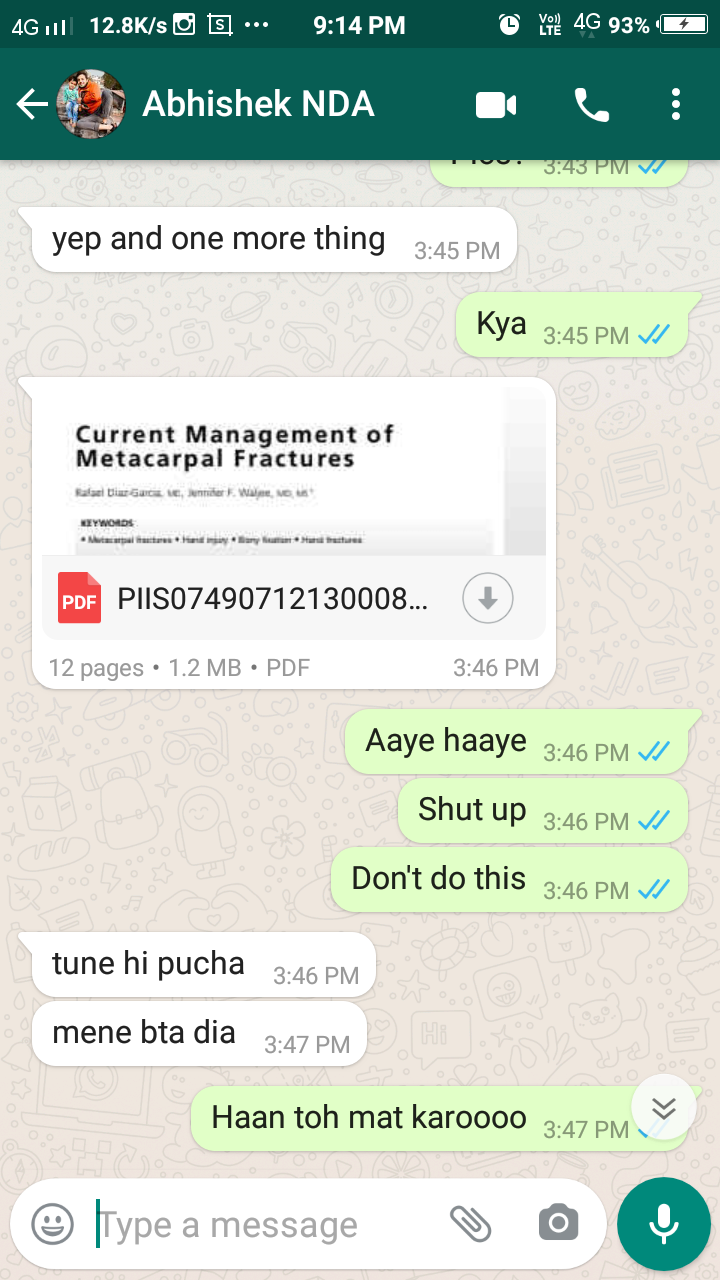 4G 12.8K/s S ... 9:14 PM Vo)) LTE 4G 93%
Abhishek NDA
3:43 PM
yep and one more thing 3:45 PM
Kya 3:45 PM
Current Management of
Metacarpal Fractures
Rafael Diaz-Garcia, MD, Jennifer F. Waljee, MD, MS
KEYWORDS
• Metacarpal fractures • Hand injury • Bony fixation • Hand fractures
PDF PIIS07490712130008...
12 pages • 1.2 MB • PDF 3:46 PM
Aaye haaye 3:46 PM
Shut up 3:46 PM
Don't do this 3:46 PM
tune hi pucha 3:46 PM
mene bta dia 3:47 PM
Haan toh mat karoooo 3:47 PM
Type a message